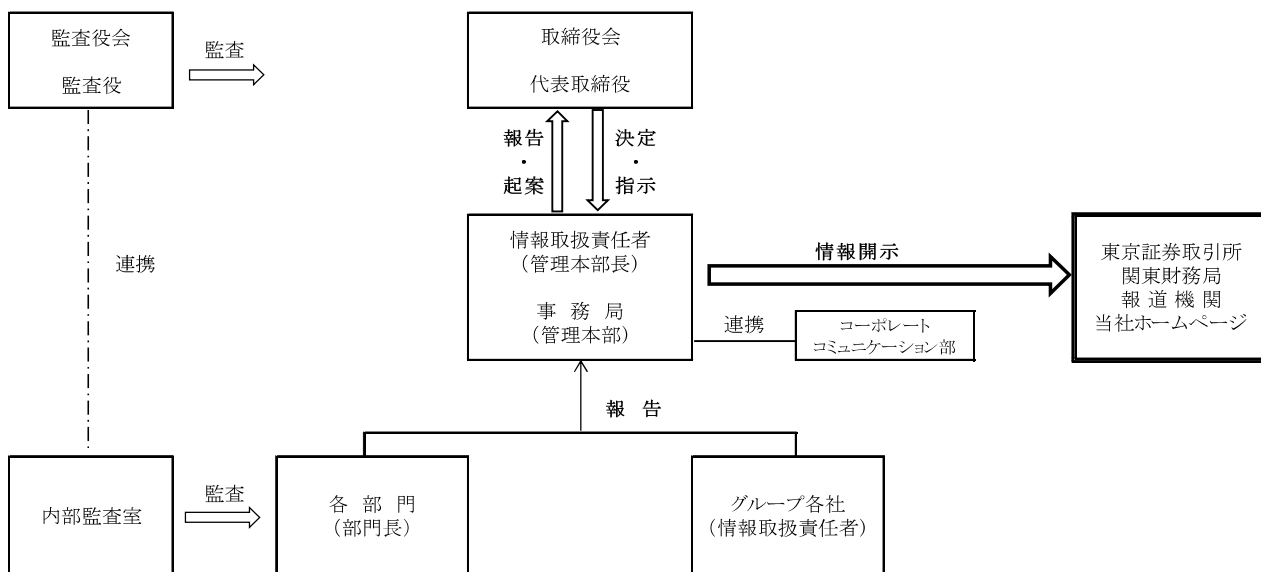 監査役会
監査役
監査
取締役会
代表取締役
報告
・
起案
決定
・
指示
連携
情報取扱責任者
（管理本部長）
事 務 局
（管理本部）
情報開示
東京証券取引所
関東財務局
報 道 機 関
当社ホームページ
連携
コーポレート
コミュニケーション部
報 告
内部監査室
監査
各 部 門
（部門長）
グループ各社
（情報取扱責任者）